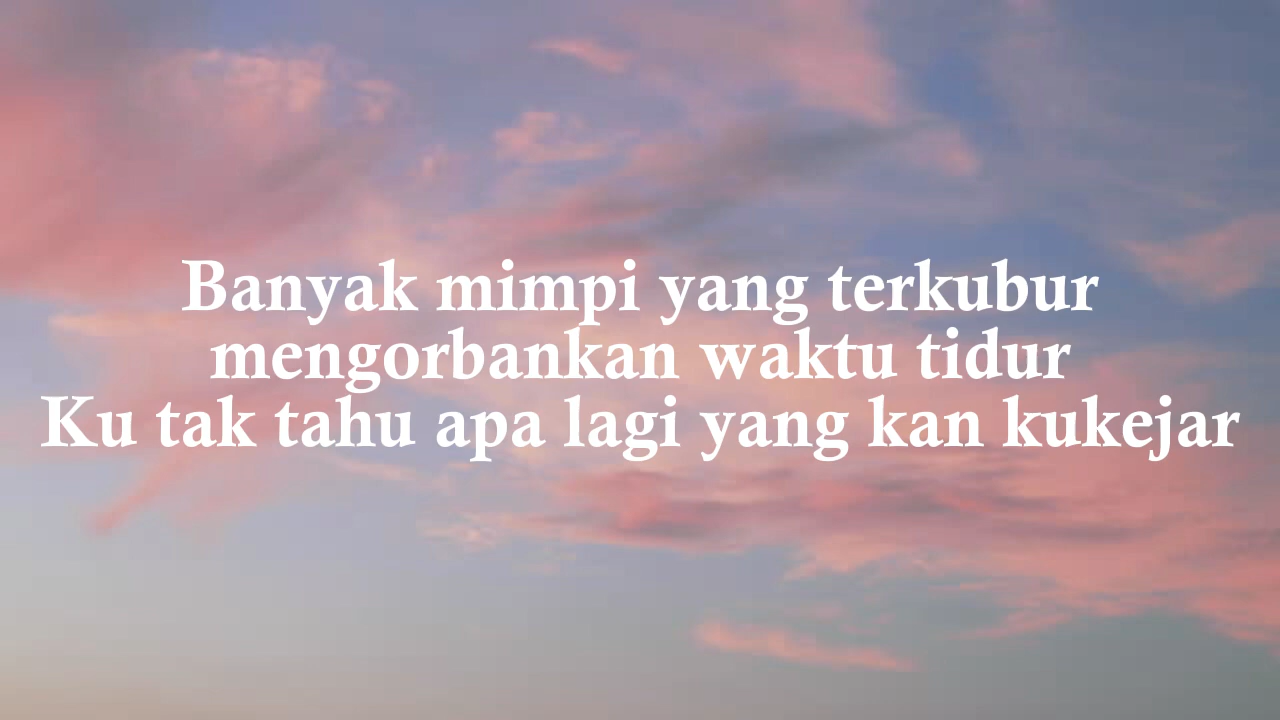 Banyak mimpi yang terkubur
mengorbankan waktu tidur
Ku tak tahu apa lagi yang kan kukejar